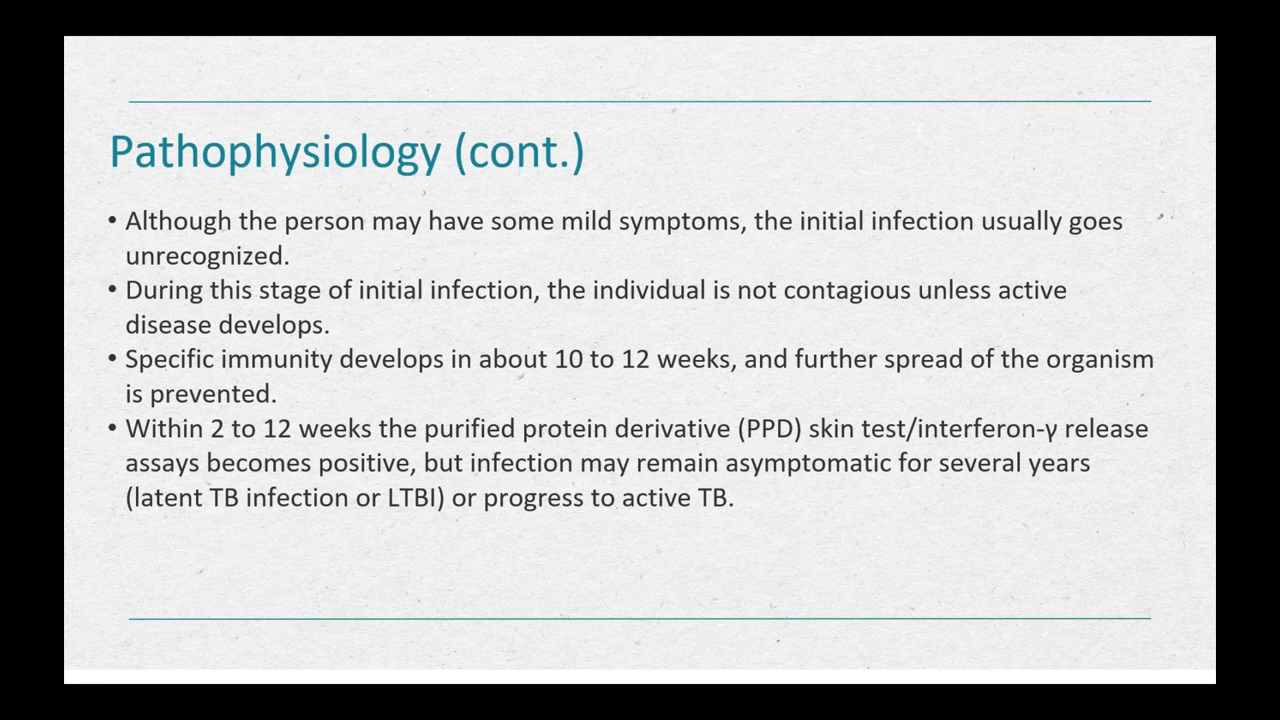 Pathophysiology (cont.)
• Although the person may have some mild symptoms, the initial infection usually goes
unrecognized.
• During this stage of initial infection, the individual is not contagious unless active
disease develops.
• Specific immunity develops in about 10 to 12 weeks, and further spread of the organism
is prevented.
• Within 2 to 12 weeks the purified protein derivative (PPD) skin test/interferon-γ release
assays becomes positive, but infection may remain asymptomatic for several years
(latent TB infection or LTBI) or progress to active TB.